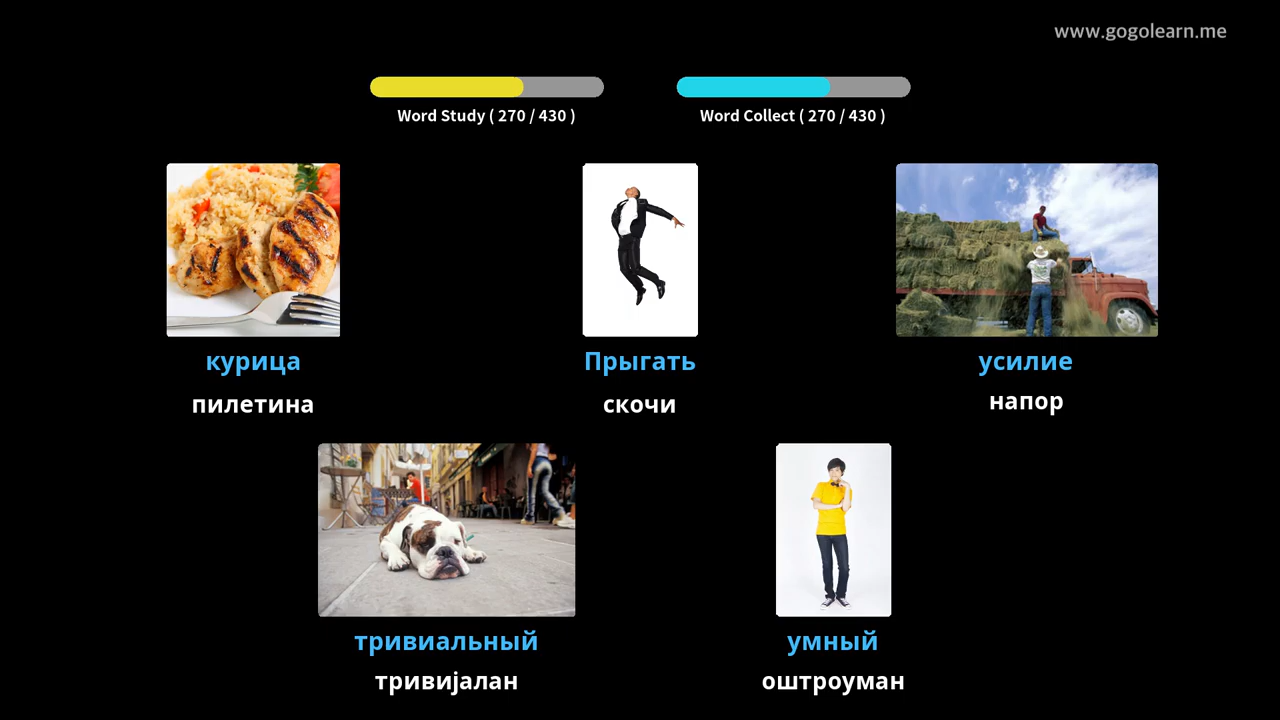 www.gogolearn.me
Word Study ( 270 / 430 )
Word Collect ( 270 / 430 )
курица
Прыгать
усилие
пилетина
скочи
напор
тривиальный
умный
тривијалан
оштроуман